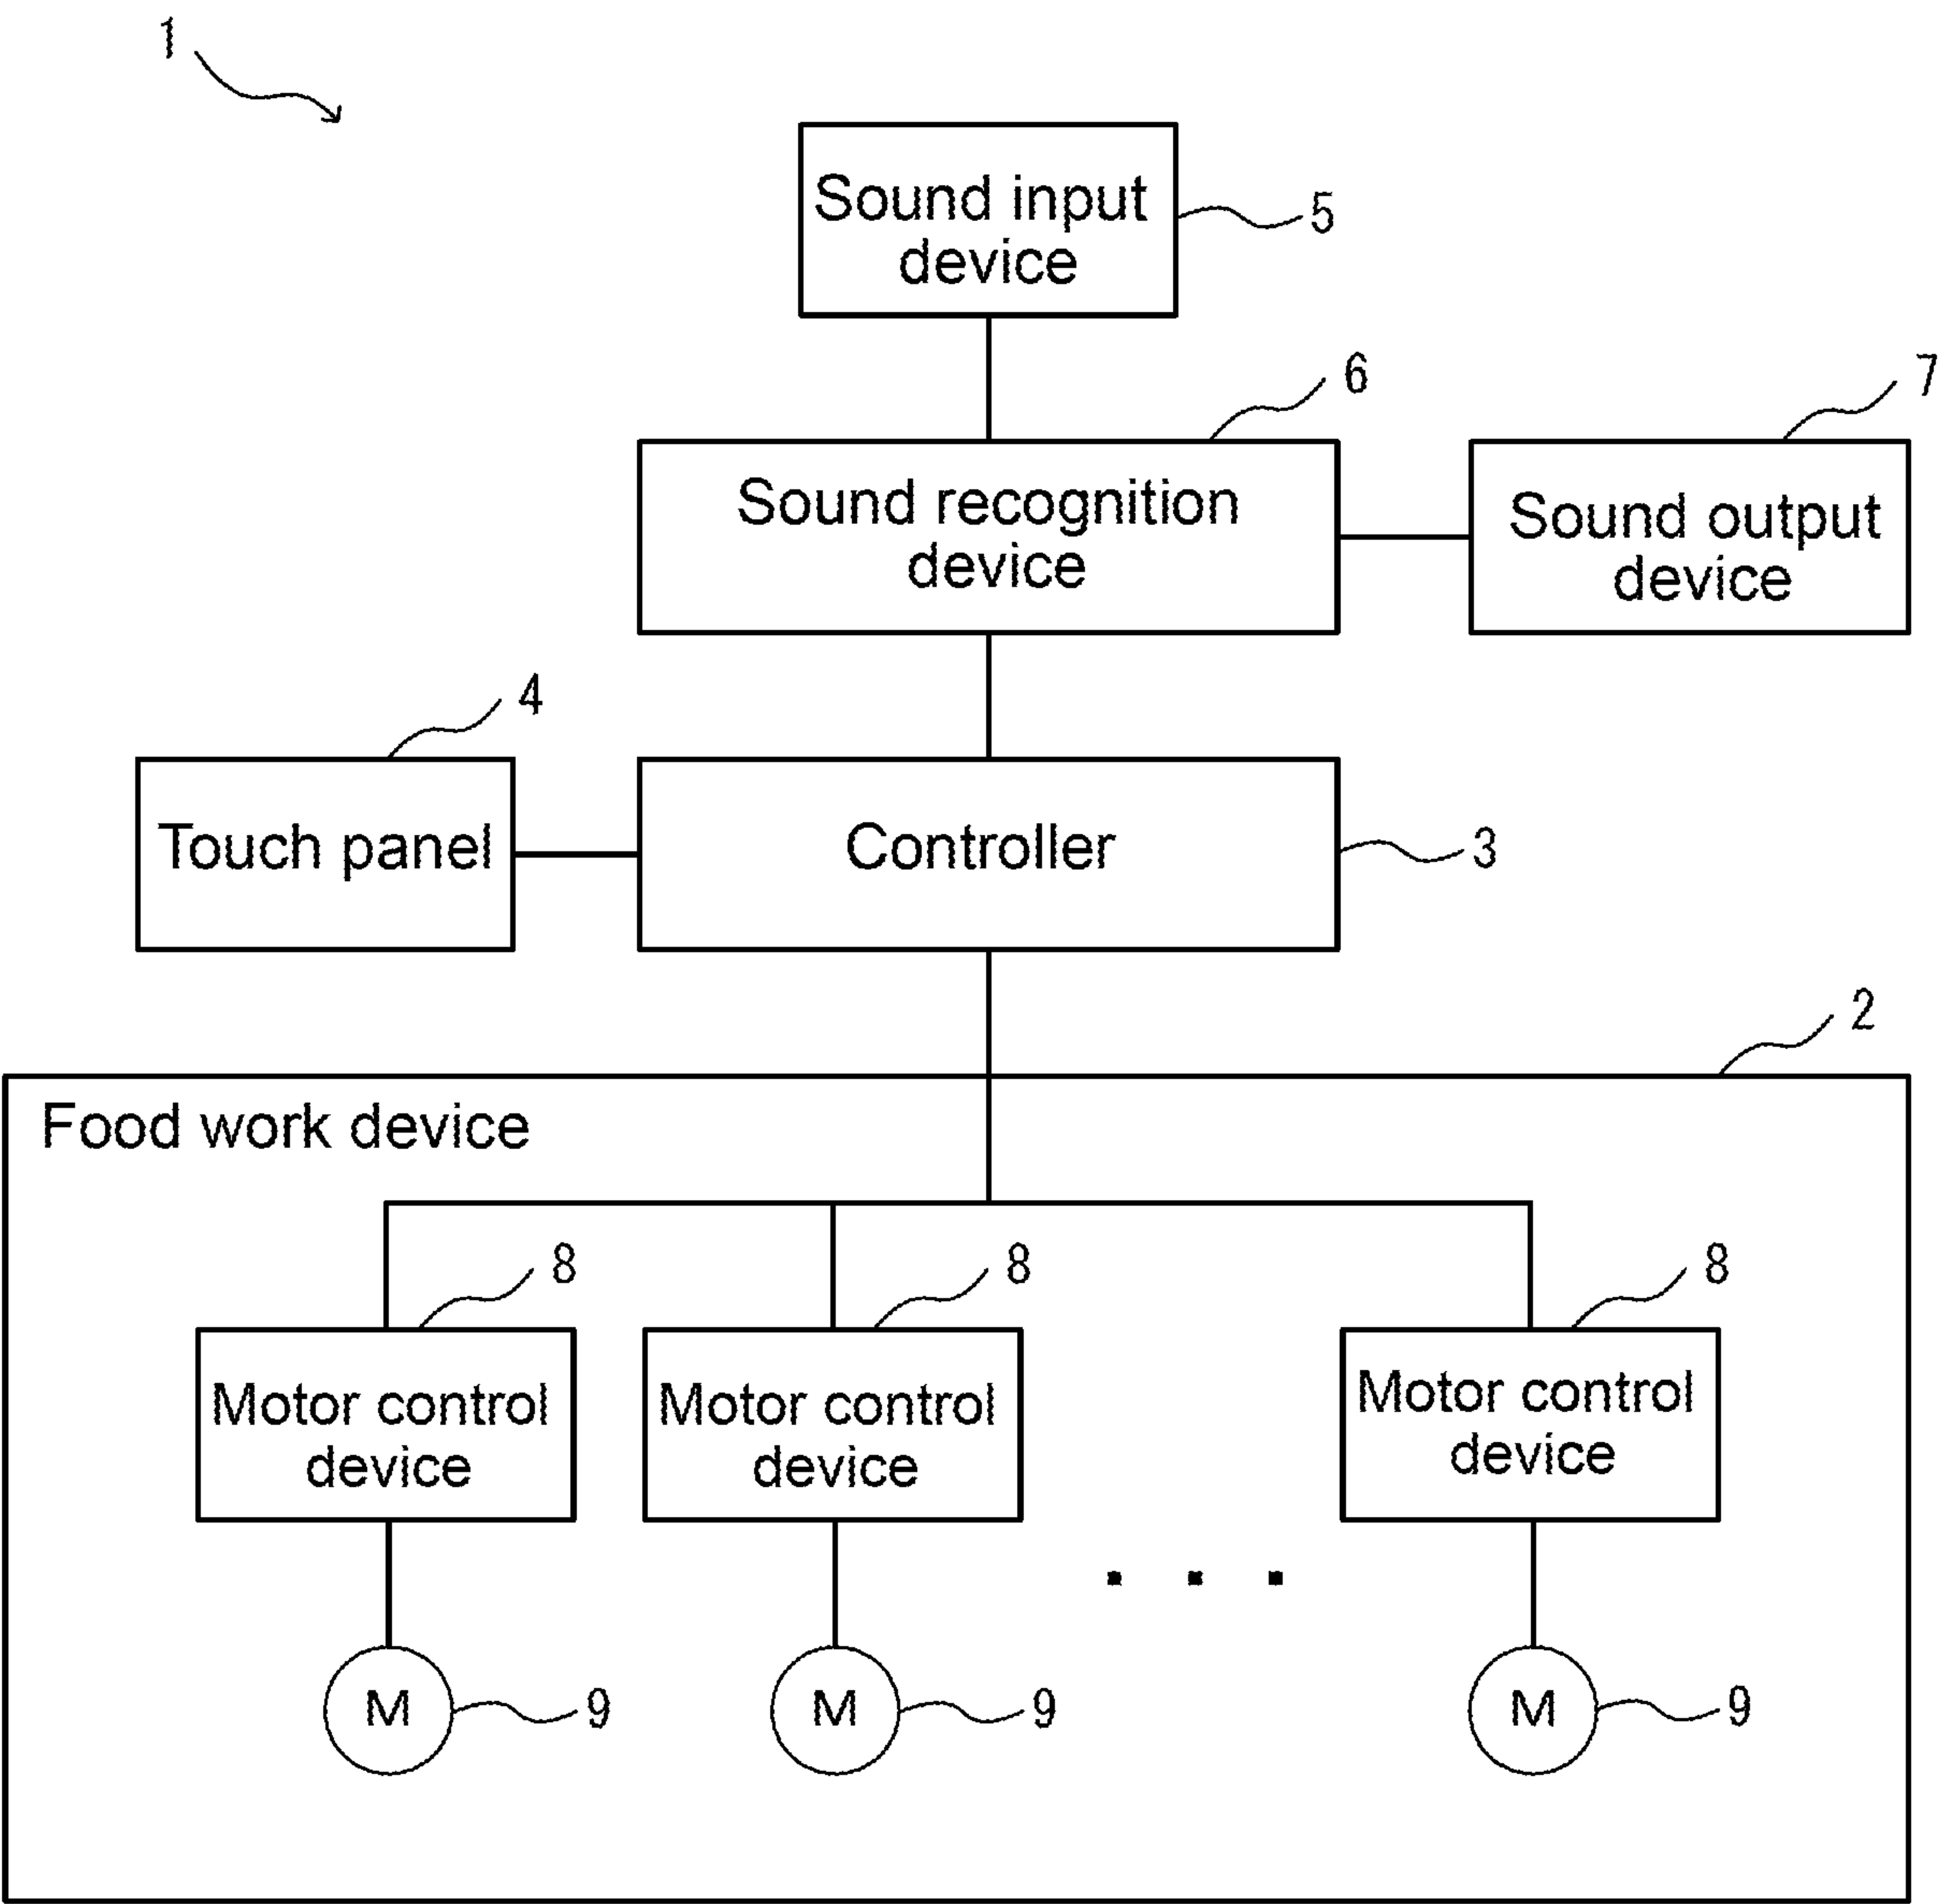 1
Sound input
device
5
6
7
Sound recognition
device
Sound output
device
4
Touch panel
Controller
3
2
Food work device
8
8
8
Motor control
device
Motor control
device
Motor control
device
M
9
M
9
M
9